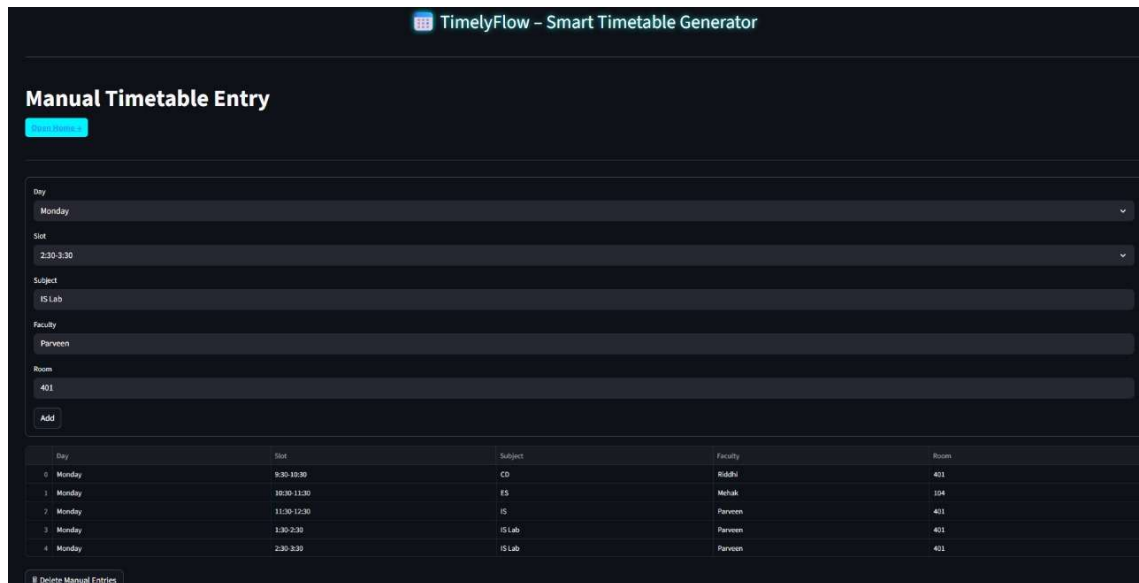 TimelyFlow – Smart Timetable Generator
Manual Timetable Entry
Open Home →
Day
Monday
Slot
2:30-3:30
Subject
IS Lab
Faculty
Parveen
Room
401
Add
Day Slot Subject Faculty Room
0 Monday 9:30-10:30 CD Riddhi 401
1 Monday 10:30-11:30 ES Mehak 104
2 Monday 11:30-12:30 IS Parveen 401
3 Monday 1:30-2:30 IS Lab Parveen 401
4 Monday 2:30-3:30 IS Lab Parveen 401
Delete Manual Entries